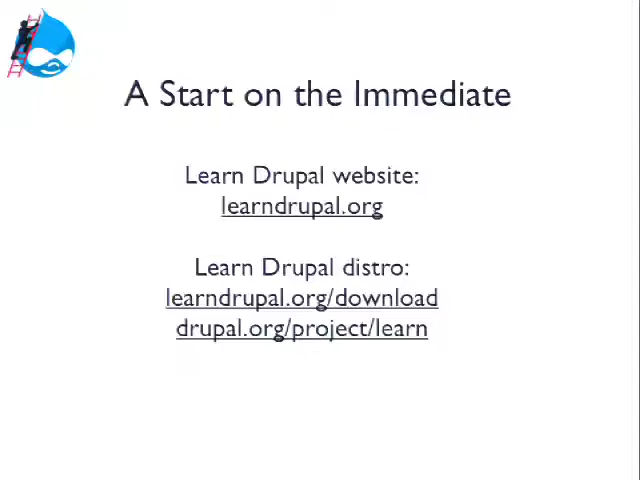 A Start on the Immediate
Learn Drupal website:
learndrupal.org
Learn Drupal distro:
learndrupal.org/download
drupal.org/project/learn